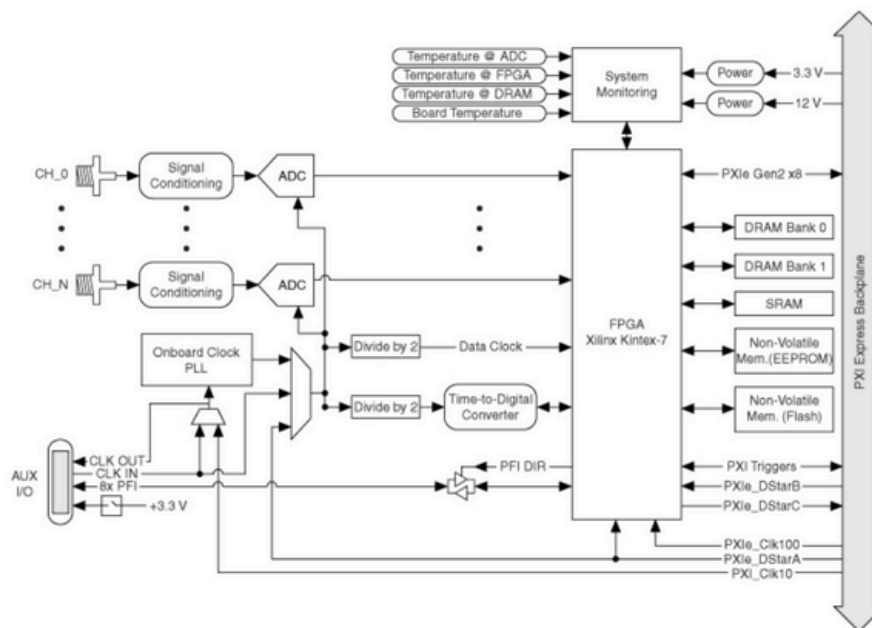 Temperature @ ADC
Temperature @ FPGA
Temperature @ DRAM
Board Temperature
System
Monitoring
Power
3.3 V
Power
12 V
CH_0
Signal
Conditioning
ADC
PXIe Gen2 x8
DRAM Bank 0
CH_N
Signal
Conditioning
ADC
DRAM Bank 1
SRAM
FPGA
Xilinx Kintex-7
Onboard Clock
PLL
Divide by 2
Data Clock
Non-Volatile
Mem.(EEPROM)
Divide by 2
Time-to-Digital
Converter
Non-Volatile
Mem. (Flash)
PXI Express Backplane
AUX
I/O
CLK OUT
CLK IN
8x PFI
+3.3 V
PFI DIR
PXI Triggers
PXIe_DStarB
PXIe_DStarC
PXIe_Clk100
PXIe_DStarA
PXI_Clk10